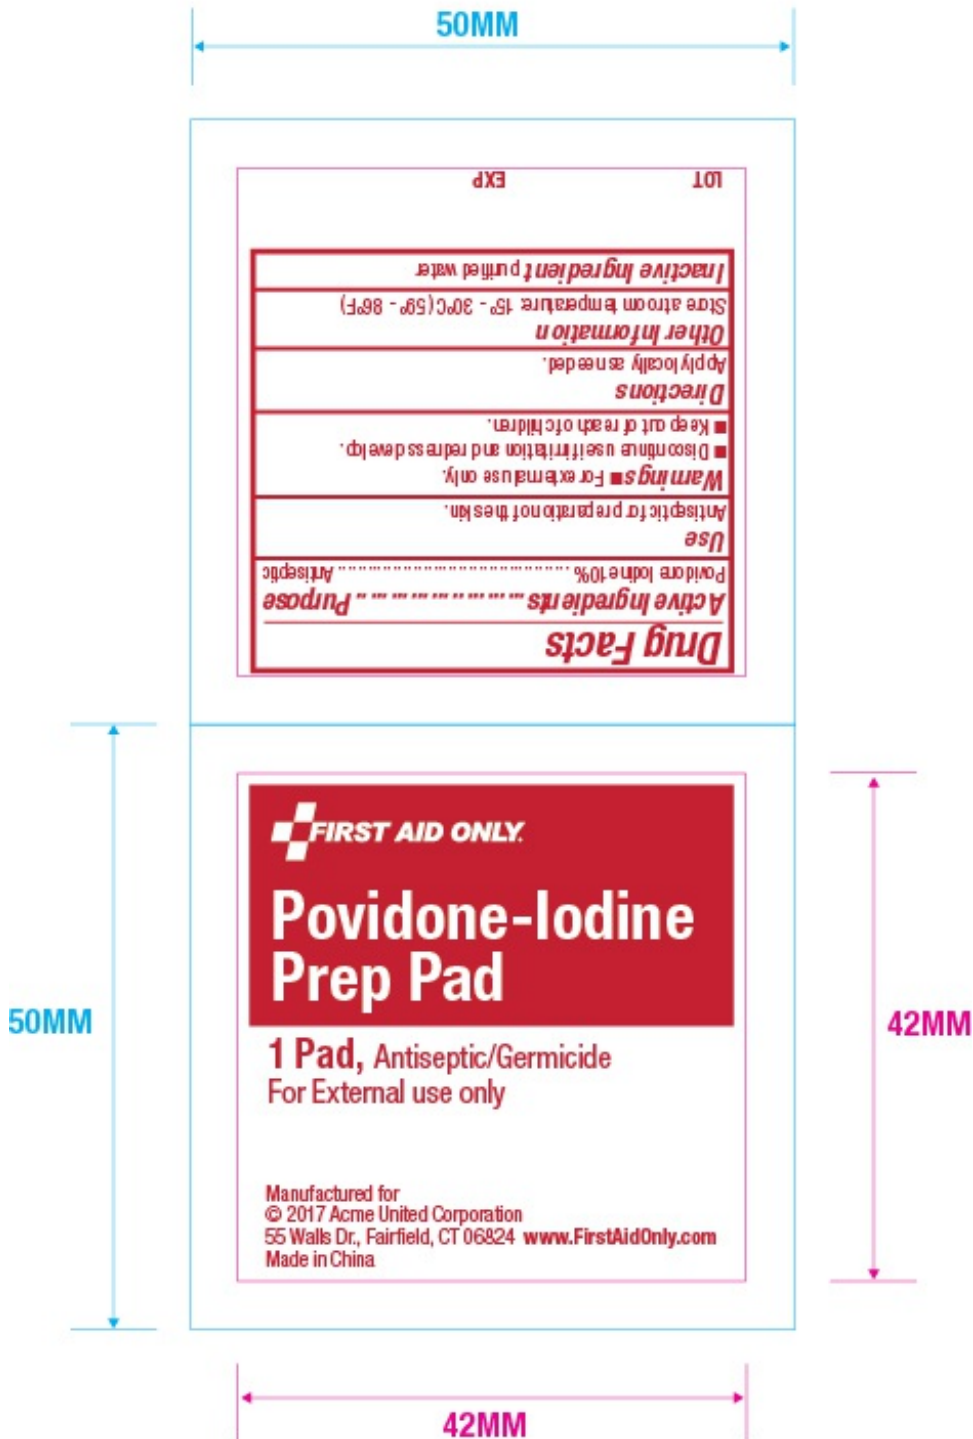 50MM
LOT EXP
Drug Facts
Active Ingredients ........................ Purpose
Povidone Iodine 10% ................................ Antiseptic
Use
Antiseptic for preparation of the skin.
Warnings ■ For external use only.
■ Discontinue use if irritation and redness develop.
■ Keep out of reach of children.
Directions
Apply locally as needed.
Other Information
Store at room temperature: 15º - 30ºC (59º - 86ºF)
Inactive Ingredient purified water
FIRST AID ONLY.
Povidone-Iodine
Prep Pad
1 Pad, Antiseptic/Germicide
For External use only
Manufactured for
© 2017 Acme United Corporation
55 Walls Dr., Fairfield, CT 06824 www.FirstAidOnly.com
Made in China
50MM
42MM
42MM